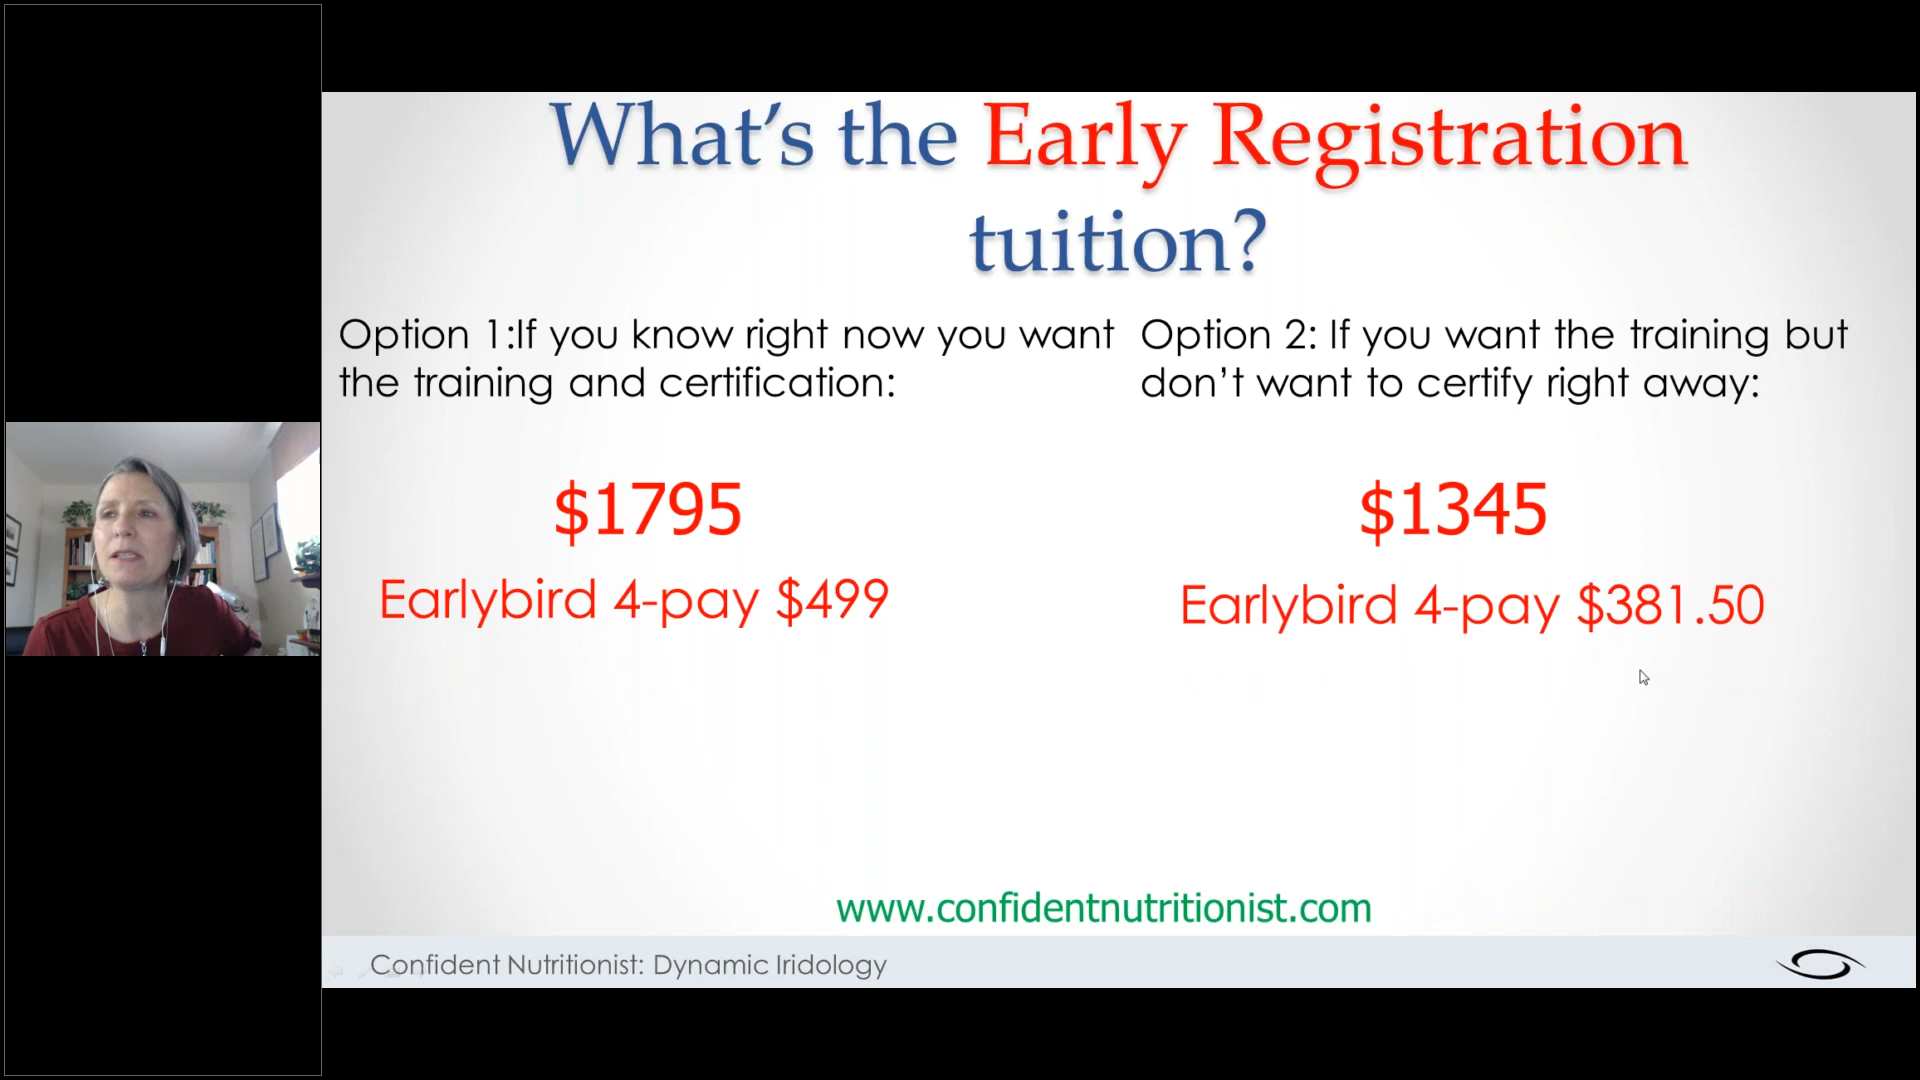 What's the Early Registration
tuition?
Option 1:If you know right now you want
the training and certification:
$1795
Earlybird 4-pay $499
Option 2: If you want the training but
don't want to certify right away:
$1345
Earlybird 4-pay $381.50
www.confidentnutritionist.com
Confident Nutritionist: Dynamic Iridology